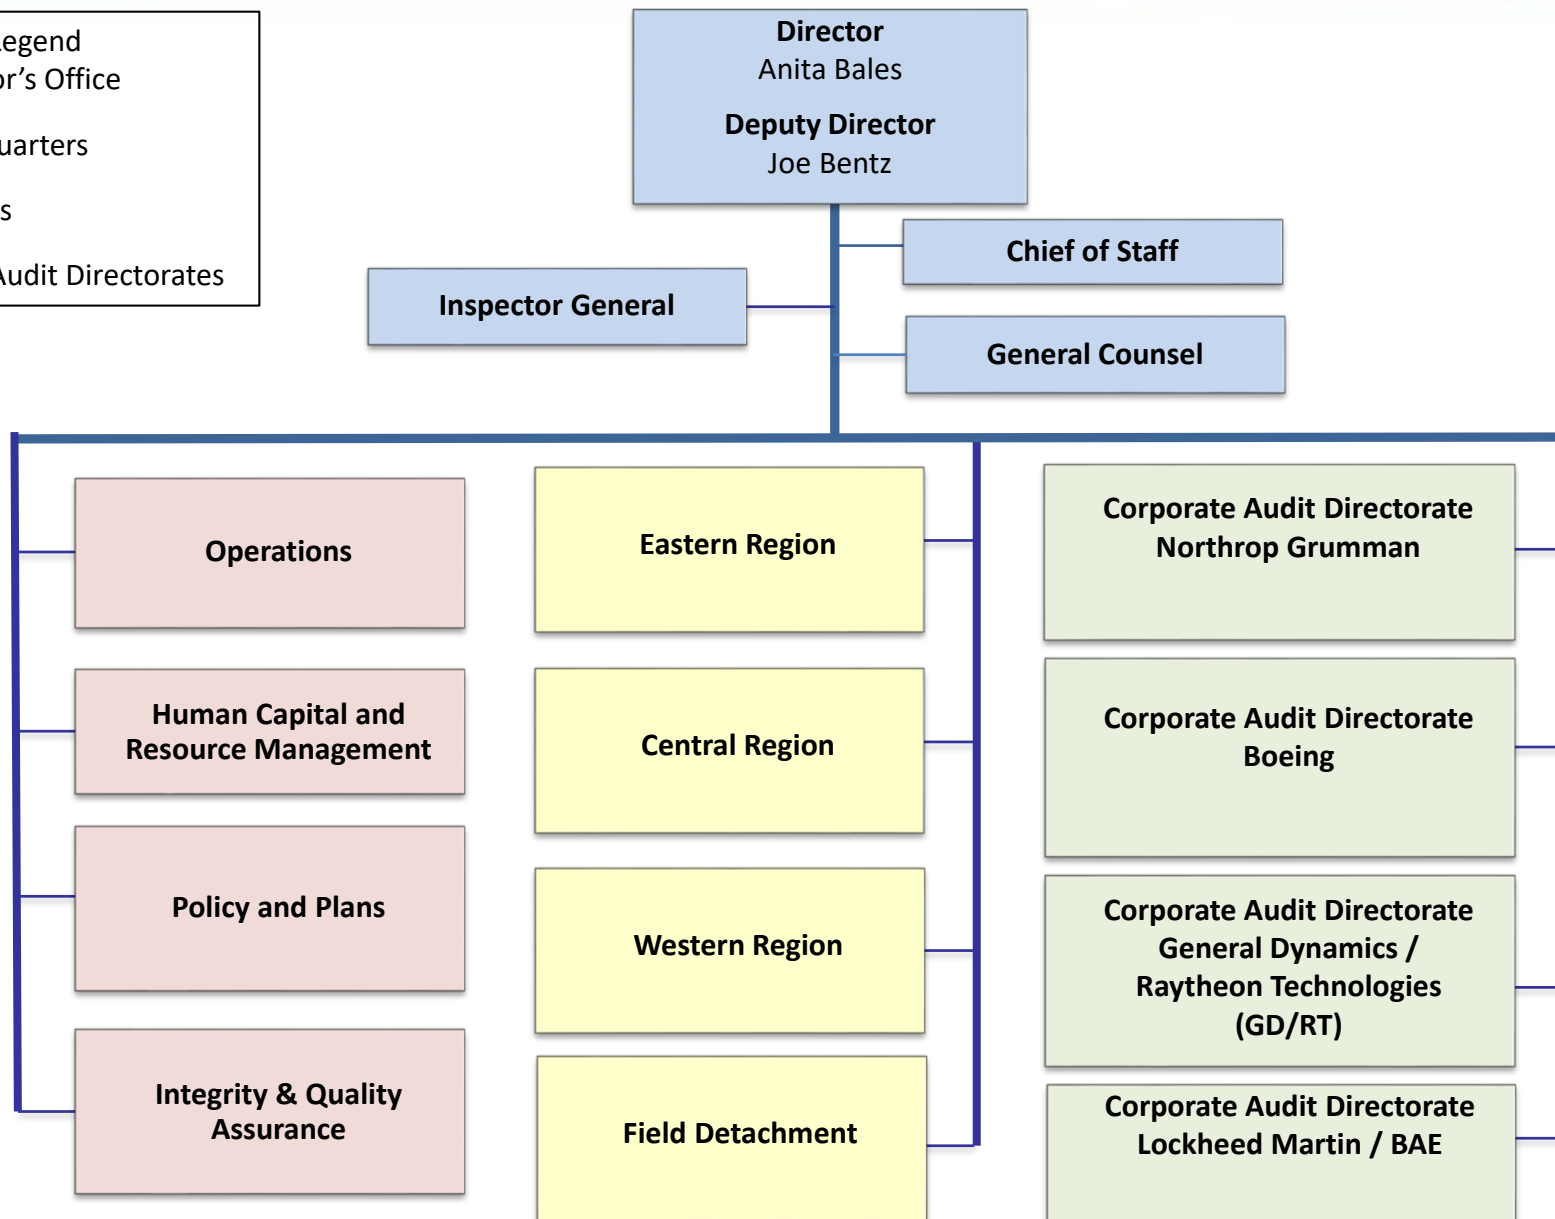 Legend
or's Office
uarters
s
Audit Directorates
Director
Anita Bales
Deputy Director
Joe Bentz
Chief of Staff
Inspector General
General Counsel
Operations
Human Capital and
Resource Management
Policy and Plans
Integrity & Quality
Assurance
Eastern Region
Central Region
Western Region
Field Detachment
Corporate Audit Directorate
Northrop Grumman
Corporate Audit Directorate
Boeing
Corporate Audit Directorate
General Dynamics /
Raytheon Technologies
(GD/RT)
Corporate Audit Directorate
Lockheed Martin / BAE